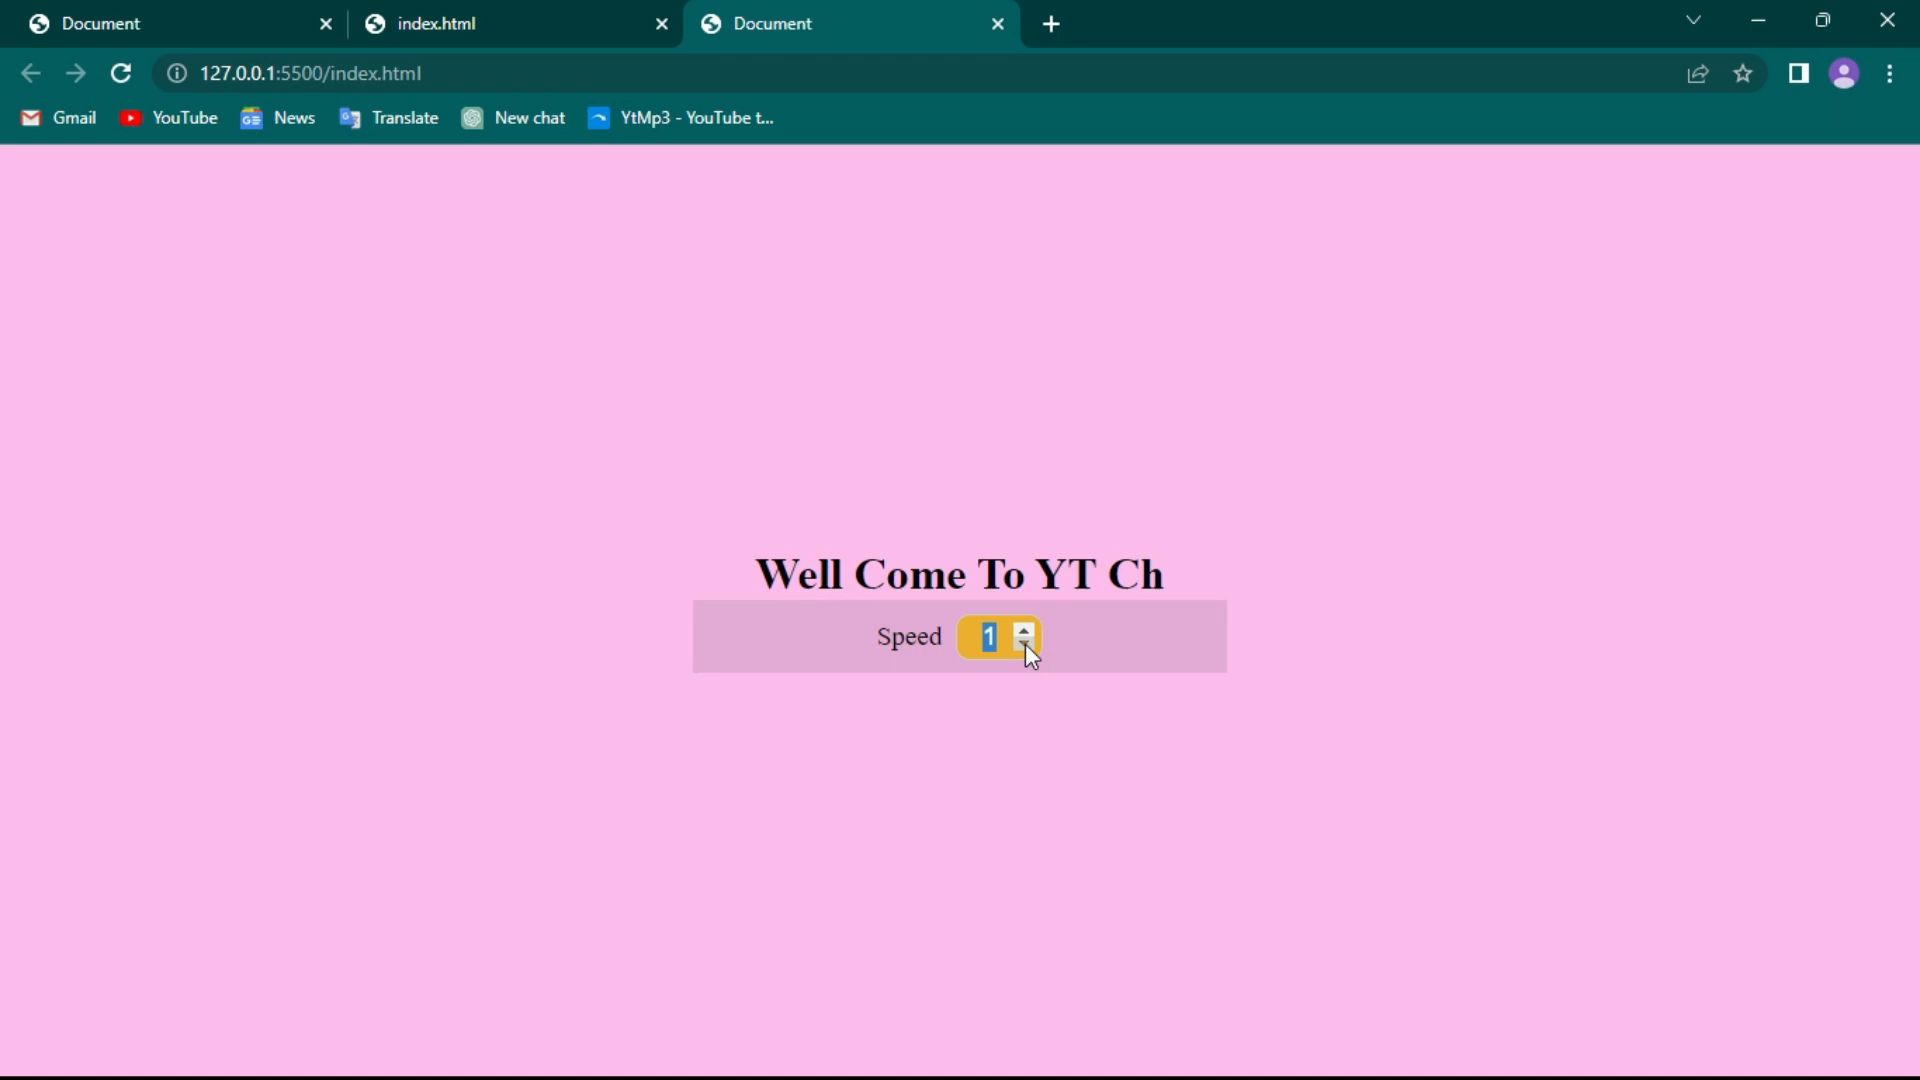 Document
index.html
Document
127.0.0.1:5500/index.html
Gmail
YouTube
News
Translate
New chat
YtMp3 - YouTube t...
Well Come To YT Ch
Speed 1